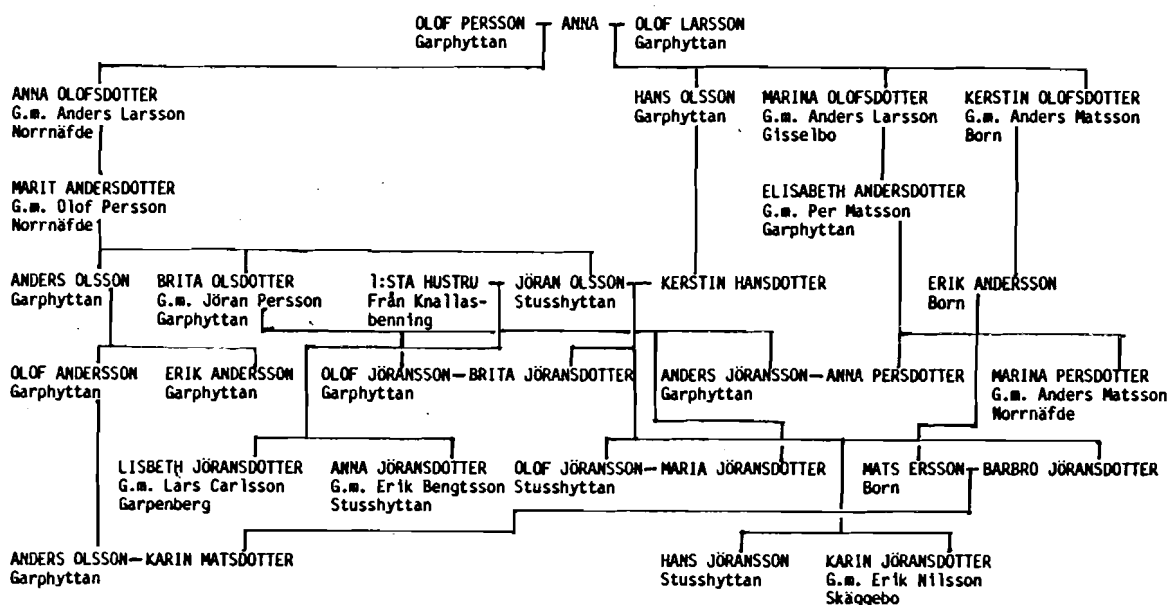 OLOF PERSSON — ANNA — OLOF LARSSON
Garphyttan Garphyttan
ANNA OLOFSDOTTER HANS OLSSON MARINA OLOFSDOTTER KERSTIN OLOFSDOTTER
G.m. Anders Larsson Garphyttan G.m. Anders Larsson G.m. Anders Matsson
Norrnäfde Gisselbo Born
MARIT ANDERSDOTTER ELISABETH ANDERSDOTTER
G.m. Olof Persson G.m. Per Matsson
Norrnäfde Garphyttan
ANDERS OLSSON BRITA OLSDOTTER 1:STA HUSTRU — JÖRAN OLSSON — KERSTIN HANSDOTTER ERIK ANDERSSON
Garphyttan G.m. Jöran Persson Från Knallas- Stusshyttan Born
Garphyttan benning
OLOF ANDERSSON ERIK ANDERSSON OLOF JÖRANSSON — BRITA JÖRANSDOTTER ANDERS JÖRANSSON — ANNA PERSDOTTER MARINA PERSDOTTER
Garphyttan Garphyttan Garphyttan Garphyttan G.m. Anders Matsson
Norrnäfde
LISBETH JÖRANSDOTTER ANNA JÖRANSDOTTER OLOF JÖRANSSON — MARIA JÖRANSDOTTER MATS ERSSON — BARBRO JÖRANSDOTTER
G.m. Lars Carlsson G.m. Erik Bengtsson Stusshyttan Born
Garpenberg Stusshyttan
ANDERS OLSSON — KARIN MATSDOTTER HANS JÖRANSSON KARIN JÖRANSDOTTER
Garphyttan Stusshyttan G.m. Erik Nilsson
Skäggebo